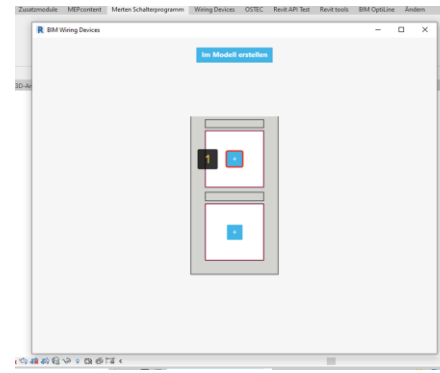 Zusatzmodule MEPcontent Merten Schalterprogramm Wiring Devices OSTEC Revit API Test Revit tools BIM OptiLine Ändern
R BIM Wiring Devices
Im Modell erstellen
3D-An
1
+
+